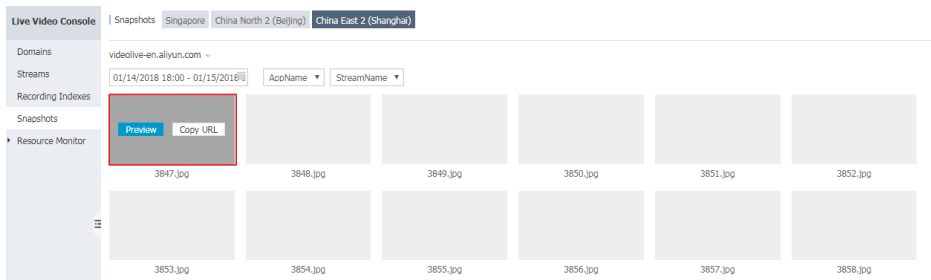 Live Video Console
Snapshots Singapore China North 2 (Beijing) China East 2 (Shanghai)
Domains
Streams
Recording Indexes
Snapshots
Resource Monitor
videolive-en.aliyun.com
01/14/2018 18:00 - 01/15/2018
AppName StreamName
Preview Copy URL
3847.jpg 3848.jpg 3849.jpg 3850.jpg 3851.jpg 3852.jpg
3853.jpg 3854.jpg 3855.jpg 3856.jpg 3857.jpg 3858.jpg